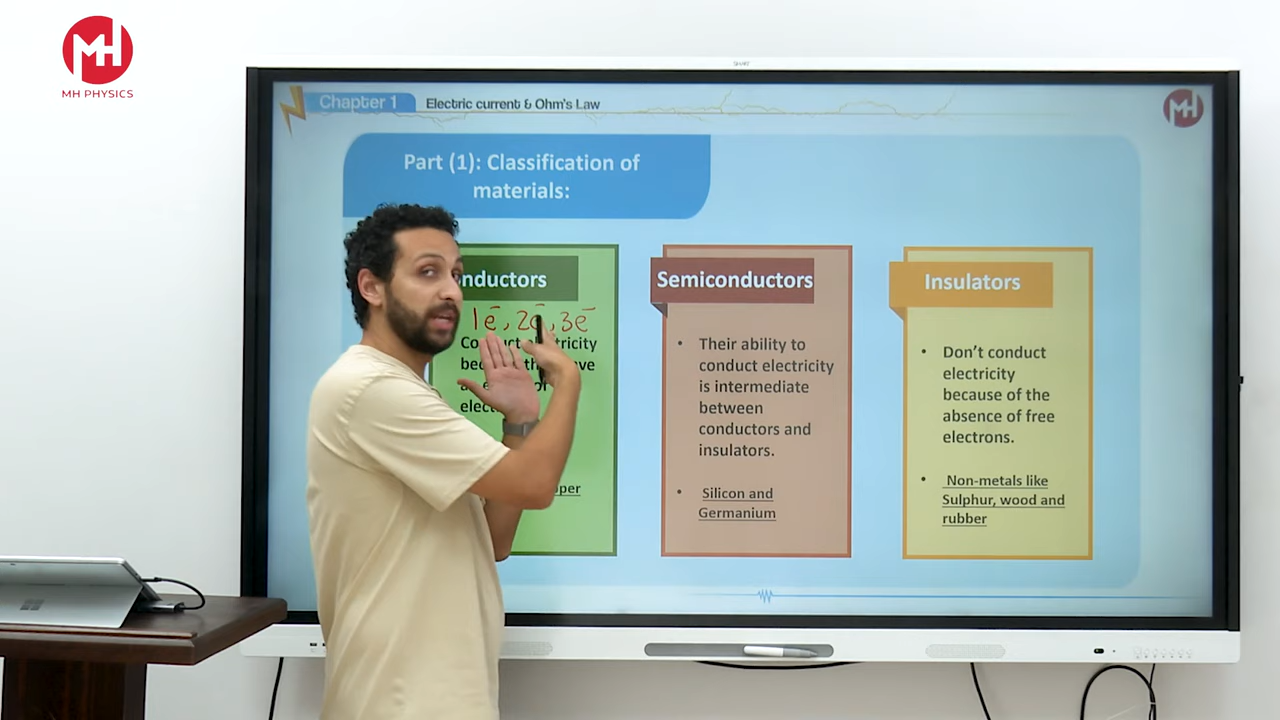 MH
MH PHYSICS
SMART
Chapter 1
Electric current & Ohm's Law
MH
Part (1): Classification of
materials:
nductors
1e⁻, 2e⁻, 3e⁻
electricity
Semiconductors
• Their ability to
conduct electricity
is intermediate
between
conductors and
insulators.
• Silicon and
Germanium
Insulators
• Don't conduct
electricity
because of the
absence of free
electrons.
• Non-metals like
Sulphur, wood and
rubber